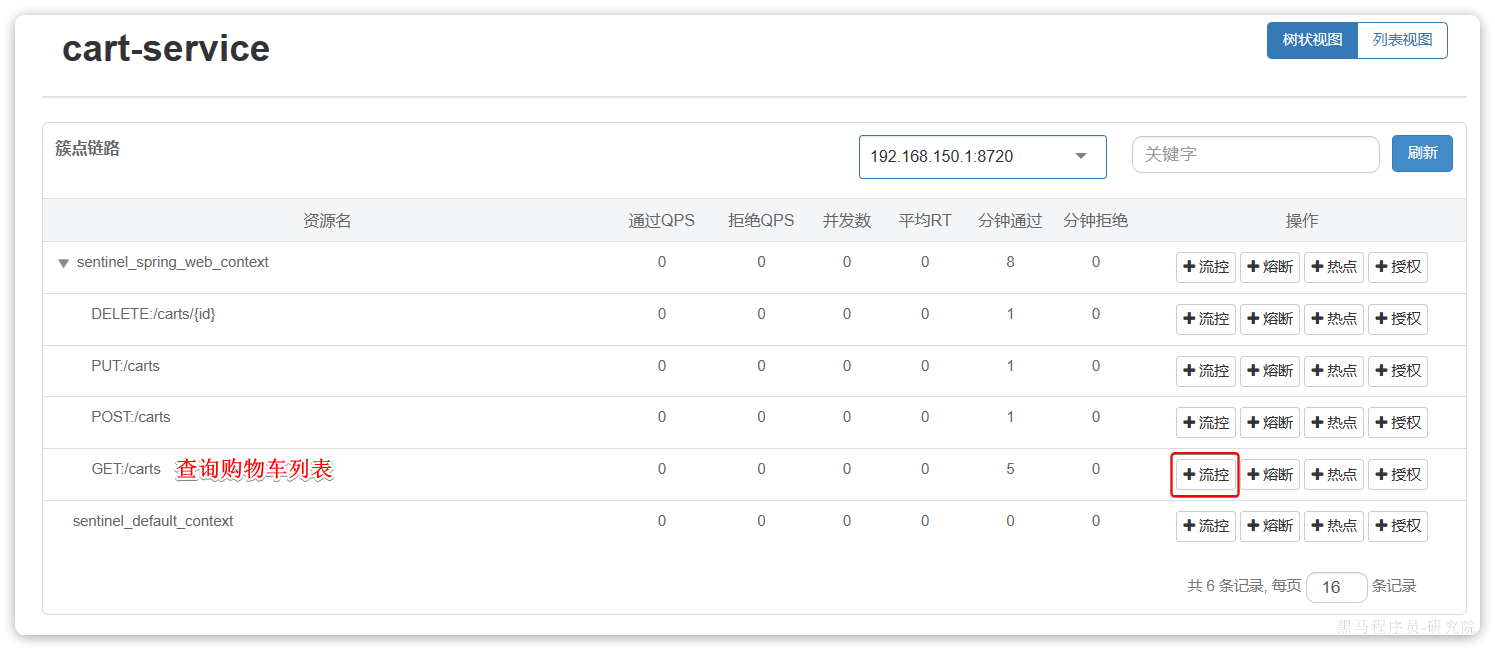 cart-service
树状视图 列表视图
簇点链路 192.168.150.1:8720 关键字 刷新
资源名 通过QPS 拒绝QPS 并发数 平均RT 分钟通过 分钟拒绝 操作
sentinel_spring_web_context 0 0 0 0 8 0 +流控 +熔断 +热点 +授权
DELETE:/carts/{id} 0 0 0 0 1 0 +流控 +熔断 +热点 +授权
PUT:/carts 0 0 0 0 1 0 +流控 +熔断 +热点 +授权
POST:/carts 0 0 0 0 1 0 +流控 +熔断 +热点 +授权
GET:/carts 查询购物车列表 0 0 0 0 5 0 +流控 +熔断 +热点 +授权
sentinel_default_context 0 0 0 0 0 0 +流控 +熔断 +热点 +授权
共 6 条记录, 每页 16 条记录
黑马程序员-研究院